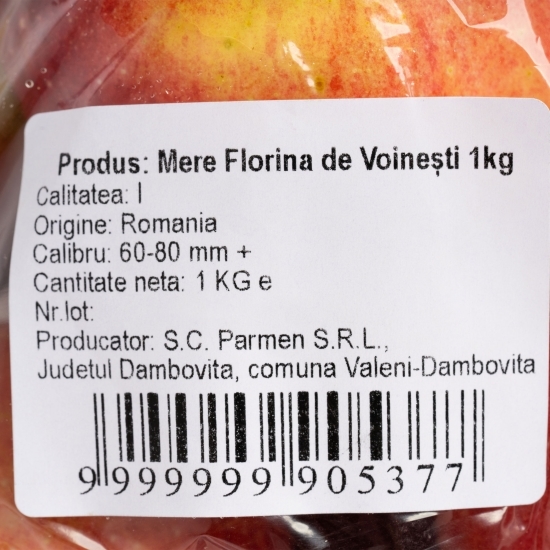 Produs: Mere Florina de Voinești 1kg
Calitatea: I
Origine: Romania
Calibru: 60-80 mm +
Cantitate neta: 1 KG e
Nr.lot:
Producator: S.C. Parmen S.R.L.,
Judetul Dambovita, comuna Valeni-Dambovita
9 999999 905377